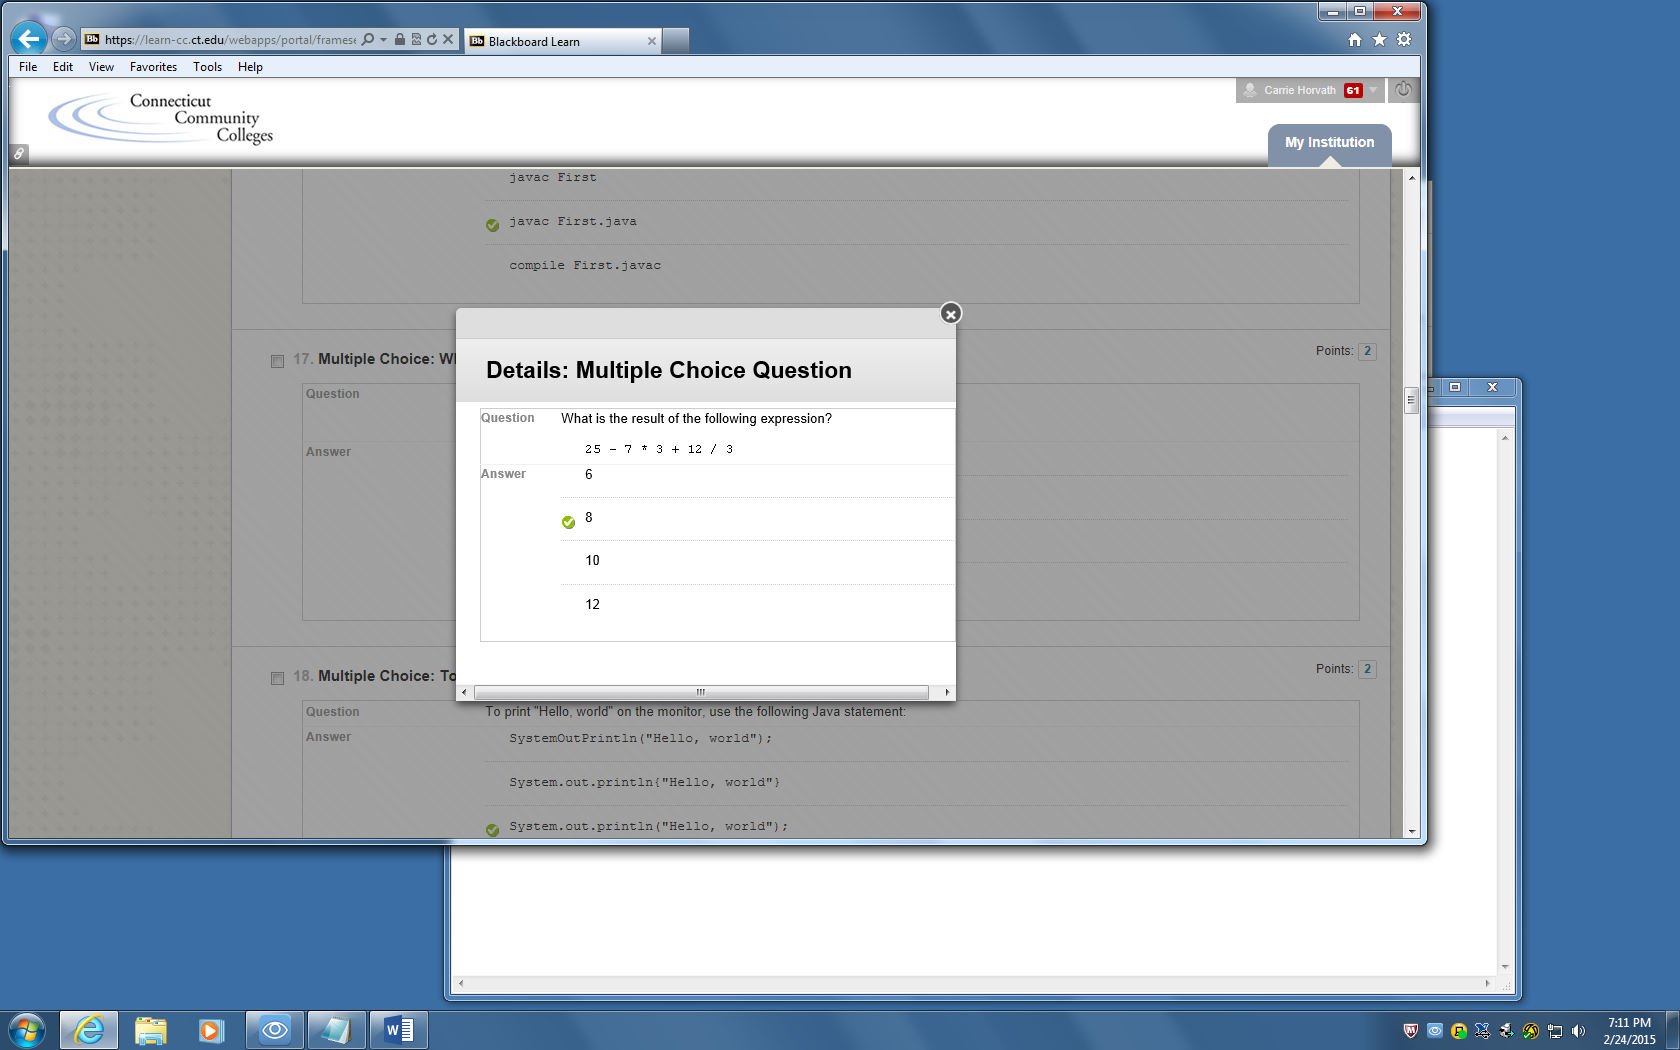 https://learn-cc.ct.edu/webapps/portal/frames
Blackboard Learn
File Edit View Favorites Tools Help
Connecticut
Community
Colleges
Carrie Horvath 61
My Institution
javac First
javac First.java
compile First.javac
17. Multiple Choice: Wh
Points: 2
Question
Answer
Details: Multiple Choice Question
Question What is the result of the following expression?
25 - 7 * 3 + 12 / 3
Answer 6
8
10
12
18. Multiple Choice: To
Points: 2
Question To print "Hello, world" on the monitor, use the following Java statement:
Answer SystemOutPrintln("Hello, world");
System.out.println{"Hello, world"}
System.out.println("Hello, world");
7:11 PM
2/24/2015